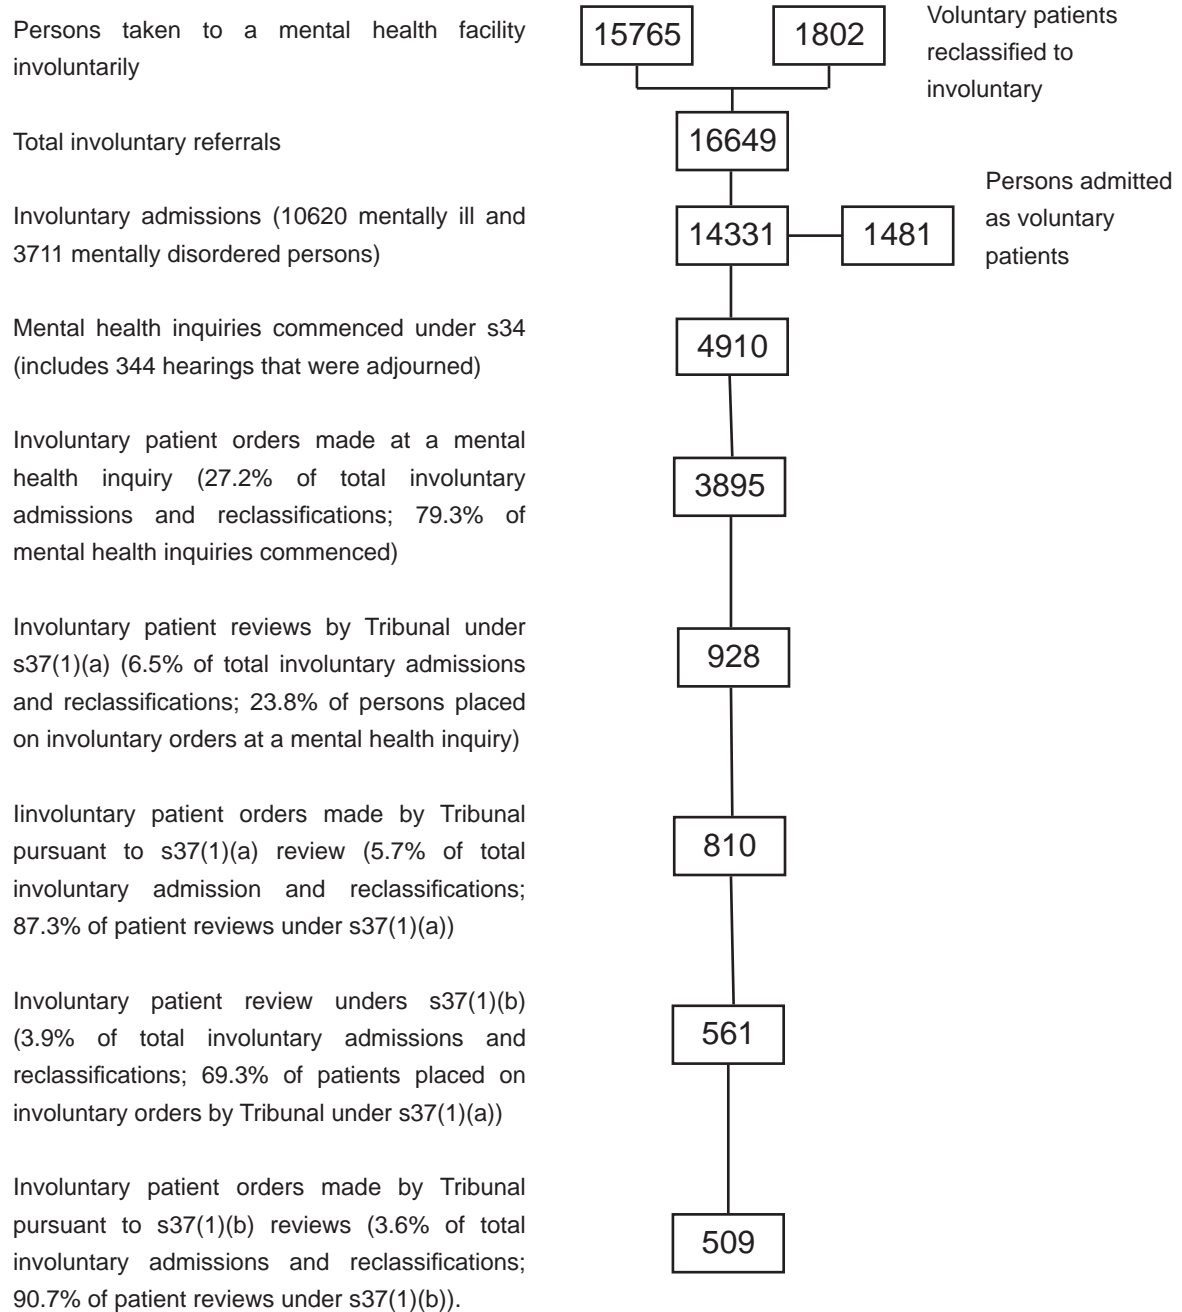 Persons taken to a mental health facility
involuntarily
15765
1802
Voluntary patients
reclassified to
involuntary
Total involuntary referrals
16649
Involuntary admissions (10620 mentally ill and
3711 mentally disordered persons)
14331
1481
Persons admitted
as voluntary
patients
Mental health inquiries commenced under s34
(includes 344 hearings that were adjourned)
4910
Involuntary patient orders made at a mental
health inquiry (27.2% of total involuntary
admissions and reclassifications; 79.3% of
mental health inquiries commenced)
3895
Involuntary patient reviews by Tribunal under
s37(1)(a) (6.5% of total involuntary admissions
and reclassifications; 23.8% of persons placed
on involuntary orders at a mental health inquiry)
928
Iinvoluntary patient orders made by Tribunal
pursuant to s37(1)(a) review (5.7% of total
involuntary admission and reclassifications;
87.3% of patient reviews under s37(1)(a))
810
Involuntary patient review unders s37(1)(b)
(3.9% of total involuntary admissions and
reclassifications; 69.3% of patients placed on
involuntary orders by Tribunal under s37(1)(a))
561
Involuntary patient orders made by Tribunal
pursuant to s37(1)(b) reviews (3.6% of total
involuntary admissions and reclassifications;
90.7% of patient reviews under s37(1)(b)).
509